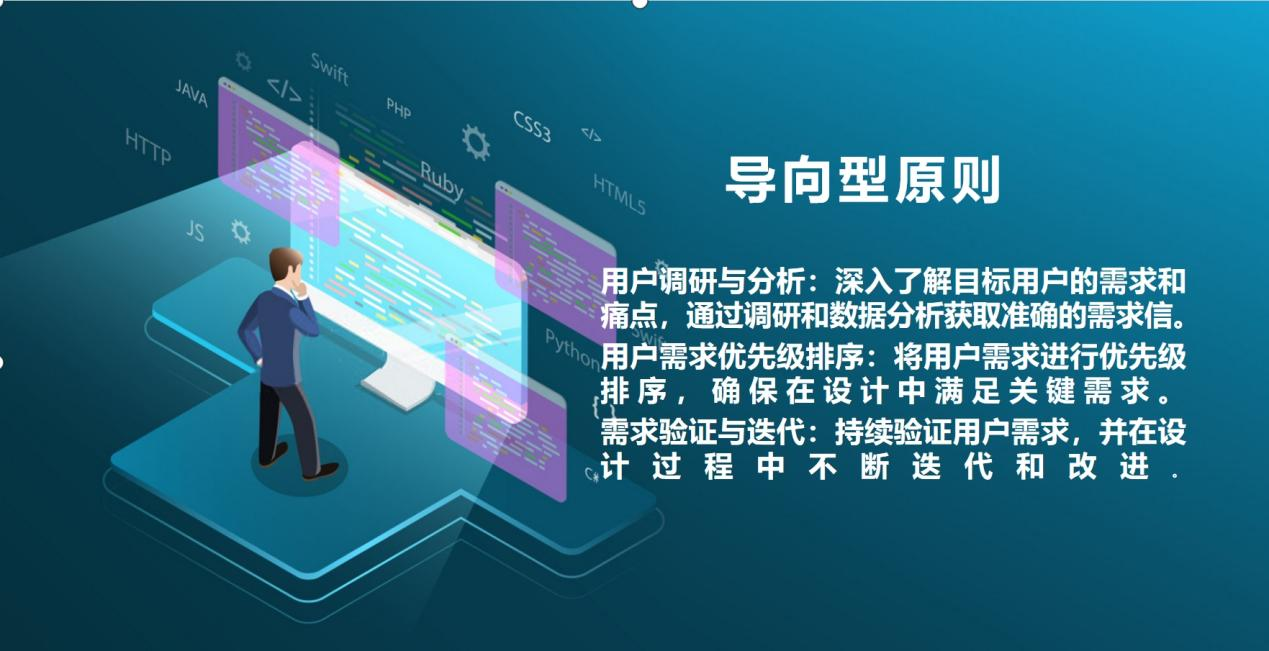 Swift
JAVA
</>
PHP
CSS3
</>
HTTP
Ruby
HTML5
JS
导向型原则
用户调研与分析：深入了解目标用户的需求和
痛点，通过调研和数据分析获取准确的需求信。
Swift
Python
用户需求优先级排序：将用户需求进行优先级
排序，确保在设计中满足关键需求。
{ }
需求验证与迭代：持续验证用户需求，并在设
计过程中不断迭代和改进.
C#